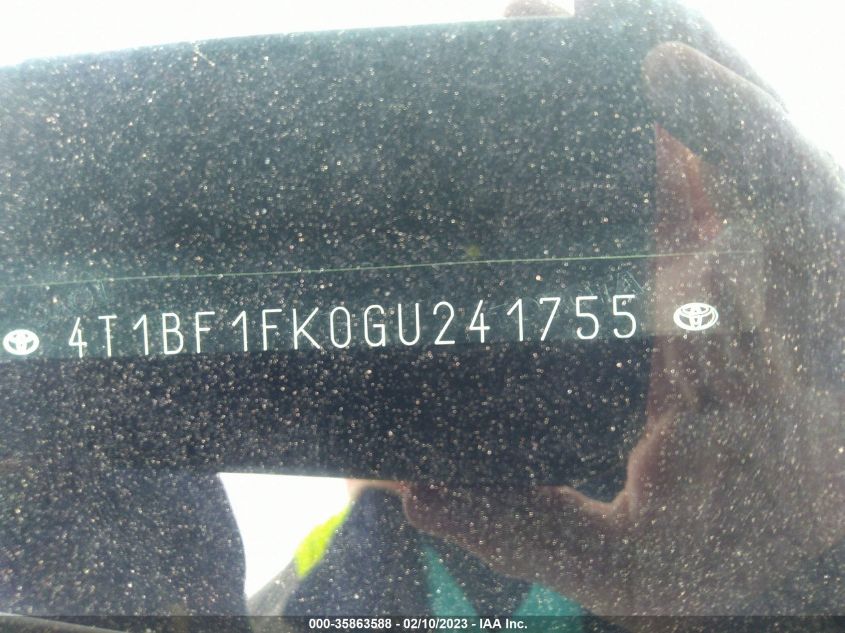 4T1BF1FK0GU241755
000-35863588 - 02/10/2023 - IAA Inc.